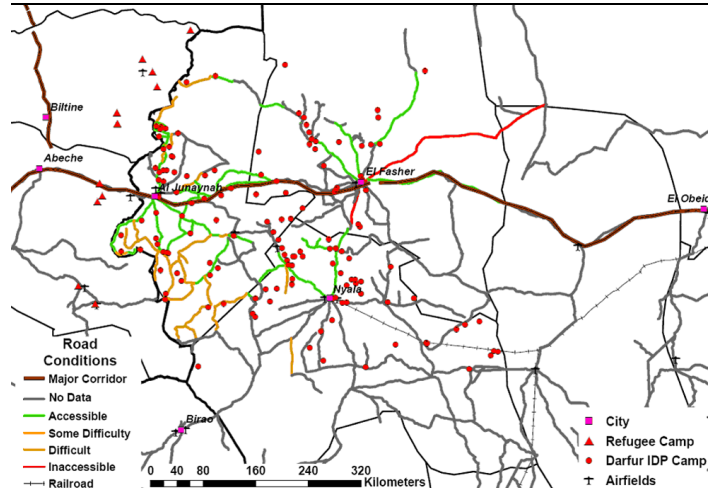 Biltine
Abeche
Al Junaynah
El Fasher
El Obeid
Nyala
Birao
Road
Conditions
Major Corridor
No Data
Accessible
Some Difficulty
Difficult
Inaccessible
Railroad
0 40 80 160 240 320
Kilometers
City
Refugee Camp
Darfur IDP Camp
Airfields